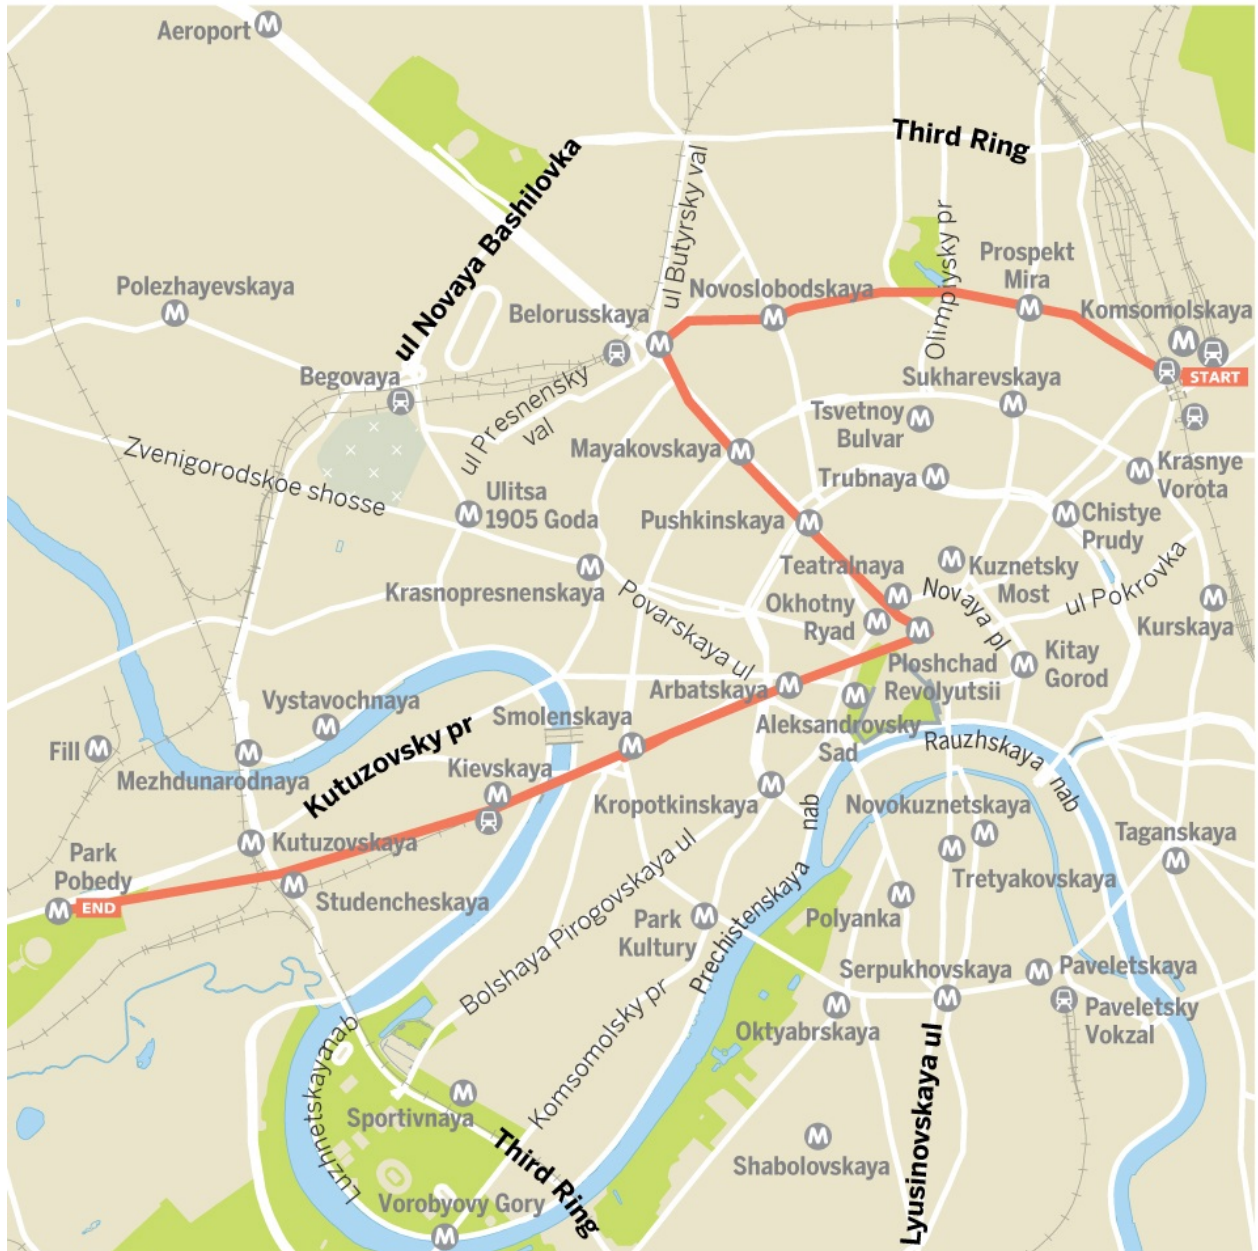 Aeroport
Third Ring
ul Novaya Bashilovka
ul Butyrsky val
Olimpiysky pr
Prospekt
Mira
Polezhayevskaya
Novoslobodskaya
Komsomolskaya
Belorusskaya
START
Begovaya
Sukharevskaya
ul Presnensky
val
Tsvetnoy
Bulvar
Mayakovskaya
Zvenigorodskoe shosse
Trubnaya
Krasnye
Vorota
Ulitsa
1905 Goda
Pushkinskaya
Chistye
Prudy
Teatralnaya
Kuznetsky
Most
Krasnopresnenskaya
Povarskaya ul
Okhotny
Ryad
Novaya pl
ul Pokrovka
Kurskaya
Kitay
Gorod
Ploshchad
Revolyutsii
Arbatskaya
Vystavochnaya
Smolenskaya
Aleksandrovsky
Sad
Fili
Mezhdunarodnaya
Kutuzovsky pr
Kievskaya
Rauzhskaya nab
Kropotkinskaya
Novokuznetskaya
Kutuzovskaya
Taganskaya
Park
Pobedy
END
Tretyakovskaya
Studencheskaya
Bolshaya Pirogovskaya ul
Prechistenskaya nab
Park
Kultury
Polyanka
Serpukhovskaya
Paveletskaya
Oktyabrskaya
Paveletsky
Vokzal
Komsomolsky pr
Luzhnetskaya nab
Sportivnaya
Lyusinovskaya ul
Third Ring
Shabolovskaya
Vorobyovy Gory